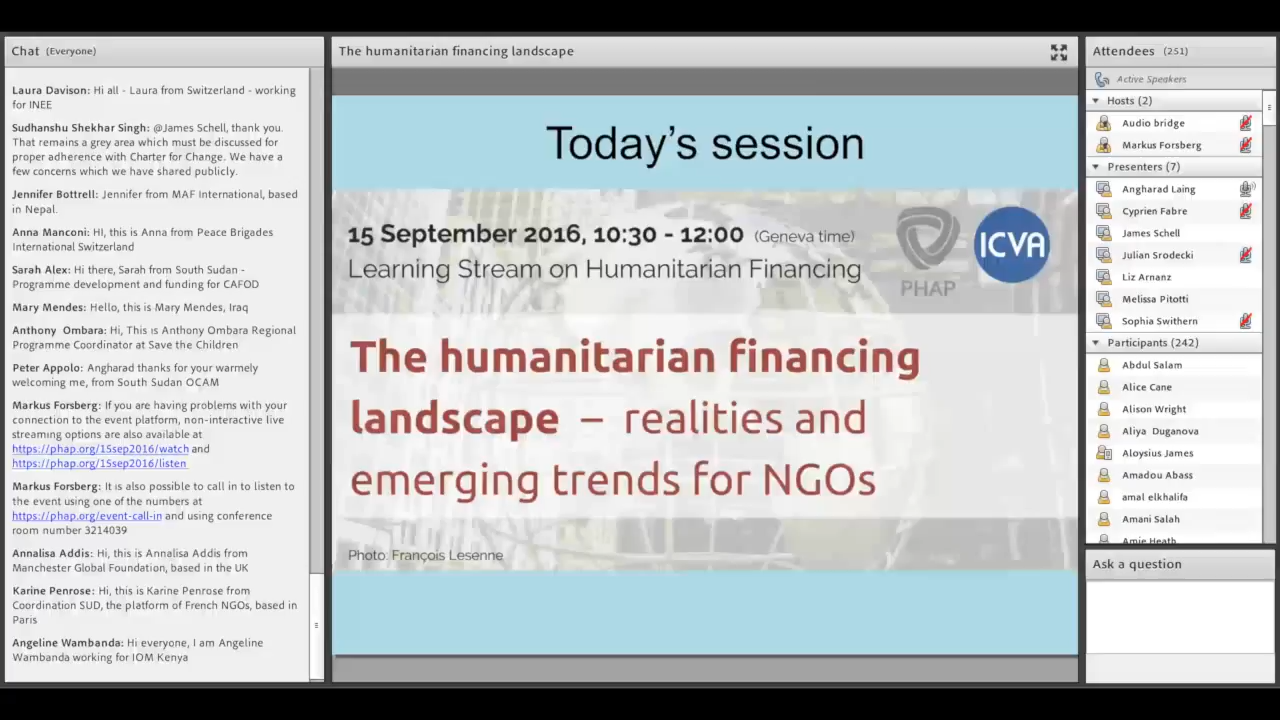 Chat (Everyone)
Laura Davison: Hi all - Laura from Switzerland - working
for INEE
Sudhanshu Shekhar Singh: @James Schell, thank you.
That remains a grey area which must be discussed for
proper adherence with Charter for Change. We have a
few concerns which we have shared publicly.
Jennifer Bottrell: Jennifer from MAF International, based
in Nepal.
Anna Manconi: HI, this is Anna from Peace Brigades
International Switzerland
Sarah Alex: Hi there, Sarah from South Sudan -
Programme development and funding for CAFOD
Mary Mendes: Hello, this is Mary Mendes, Iraq
Anthony Ombara: Hi, This is Anthony Ombara Regional
Programme Coordinator at Save the Children
Peter Appolo: Angharad thanks for your warmely
welcoming me, from South Sudan OCAM
Markus Forsberg: If you are having problems with your
connection to the event platform, non-interactive live
streaming options are also available at
https://phap.org/15sep2016/watch and
https://phap.org/15sep2016/listen
Markus Forsberg: It is also possible to call in to listen to
the event using one of the numbers at
https://phap.org/event-call-in and using conference
room number 3214039
Annalisa Addis: Hi, this is Annalisa Addis from
Manchester Global Foundation, based in the UK
Karine Penrose: Hi, this is Karine Penrose from
Coordination SUD, the platform of French NGOs, based in
Paris
Angeline Wambanda: Hi everyone, I am Angeline
Wambanda working for IOM Kenya
The humanitarian financing landscape
Today's session
15 September 2016, 10:30 - 12:00 (Geneva time)
Learning Stream on Humanitarian Financing
PHAP
ICVA
The humanitarian financing
landscape – realities and
emerging trends for NGOs
Photo: François Lesenne
Attendees (251)
Active Speakers
Hosts (2)
Audio bridge
Markus Forsberg
Presenters (7)
Angharad Laing
Cyprien Fabre
James Schell
Julian Srodecki
Liz Arnanz
Melissa Pitotti
Sophia Swithern
Participants (242)
Abdul Salam
Alice Cane
Alison Wright
Aliya Duganova
Aloysius James
Amadou Abass
amal elkhalifa
Amani Salah
Amie Heath
Ask a question